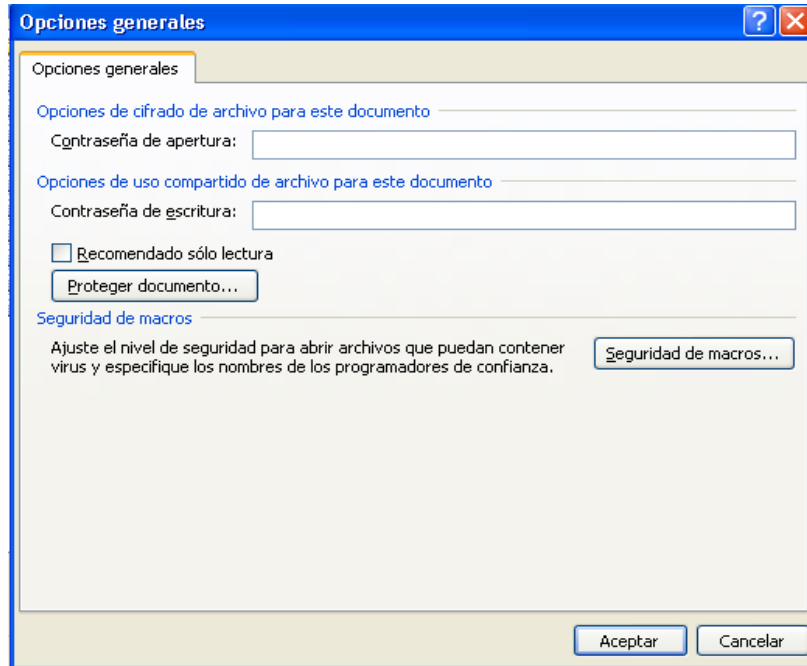 Opciones generales
Opciones generales
Opciones de cifrado de archivo para este documento
Contraseña de apertura:
Opciones de uso compartido de archivo para este documento
Contraseña de escritura:
Recomendado sólo lectura
Proteger documento...
Seguridad de macros
Ajuste el nivel de seguridad para abrir archivos que puedan contener
virus y especifique los nombres de los programadores de confianza.
Seguridad de macros...
Aceptar Cancelar